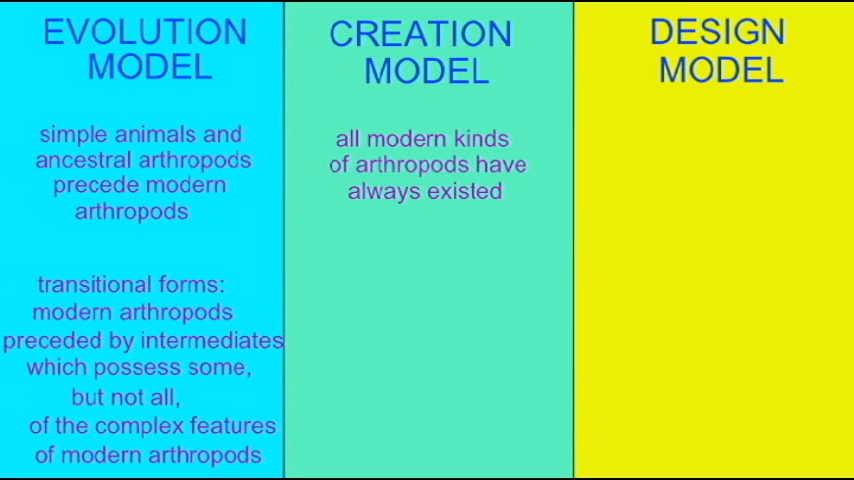 EVOLUTION
MODEL
simple animals and
ancestral arthropods
precede modern
arthropods
transitional forms:
modern arthropods
preceded by intermediates
which possess some,
but not all,
of the complex features
of modern arthropods
CREATION
MODEL
all modern kinds
of arthropods have
always existed
DESIGN
MODEL